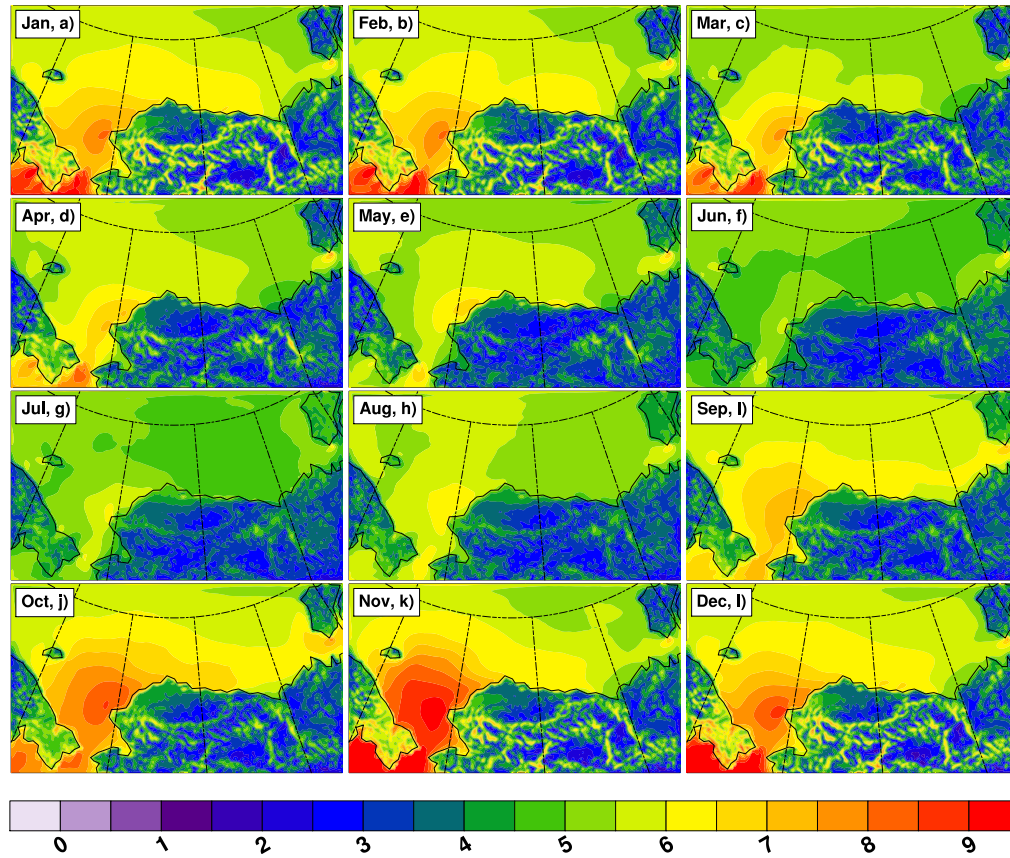 Jan, a)
Feb, b)
Mar, c)
Apr, d)
May, e)
Jun, f)
Jul, g)
Aug, h)
Sep, I)
Oct, j)
Nov, k)
Dec, l)
0 1 2 3 4 5 6 7 8 9